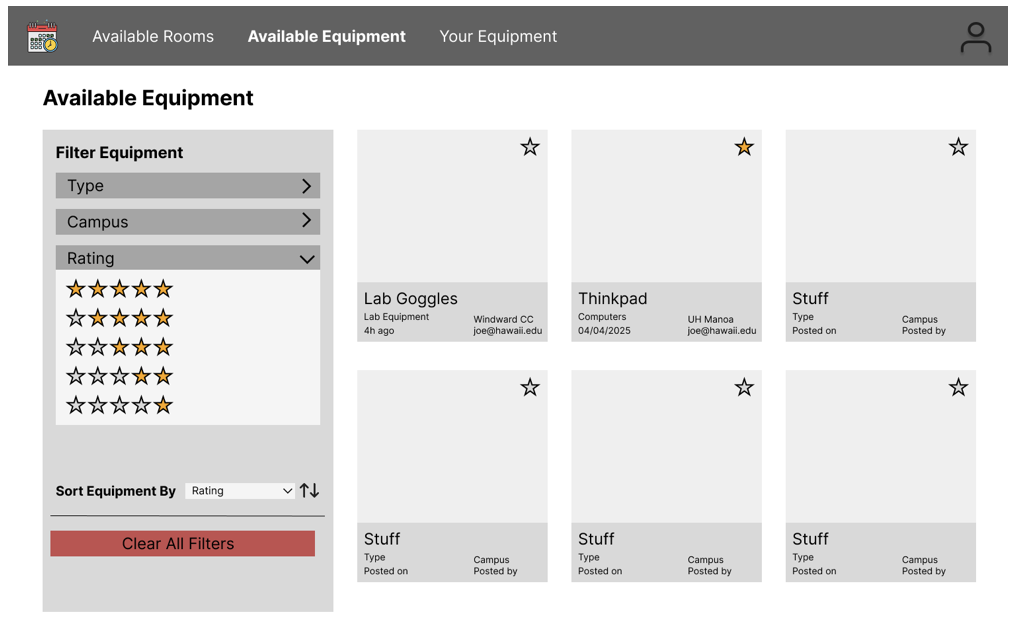 Available Rooms
Available Equipment
Your Equipment
Available Equipment
Filter Equipment
Type
Campus
Rating
Sort Equipment By
Rating
Clear All Filters
Lab Goggles
Lab Equipment
Windward CC
4h ago
joe@hawaii.edu
Thinkpad
Computers
UH Manoa
04/04/2025
joe@hawaii.edu
Stuff
Type
Campus
Posted on
Posted by
Stuff
Type
Campus
Posted on
Posted by
Stuff
Type
Campus
Posted on
Posted by
Stuff
Type
Campus
Posted on
Posted by